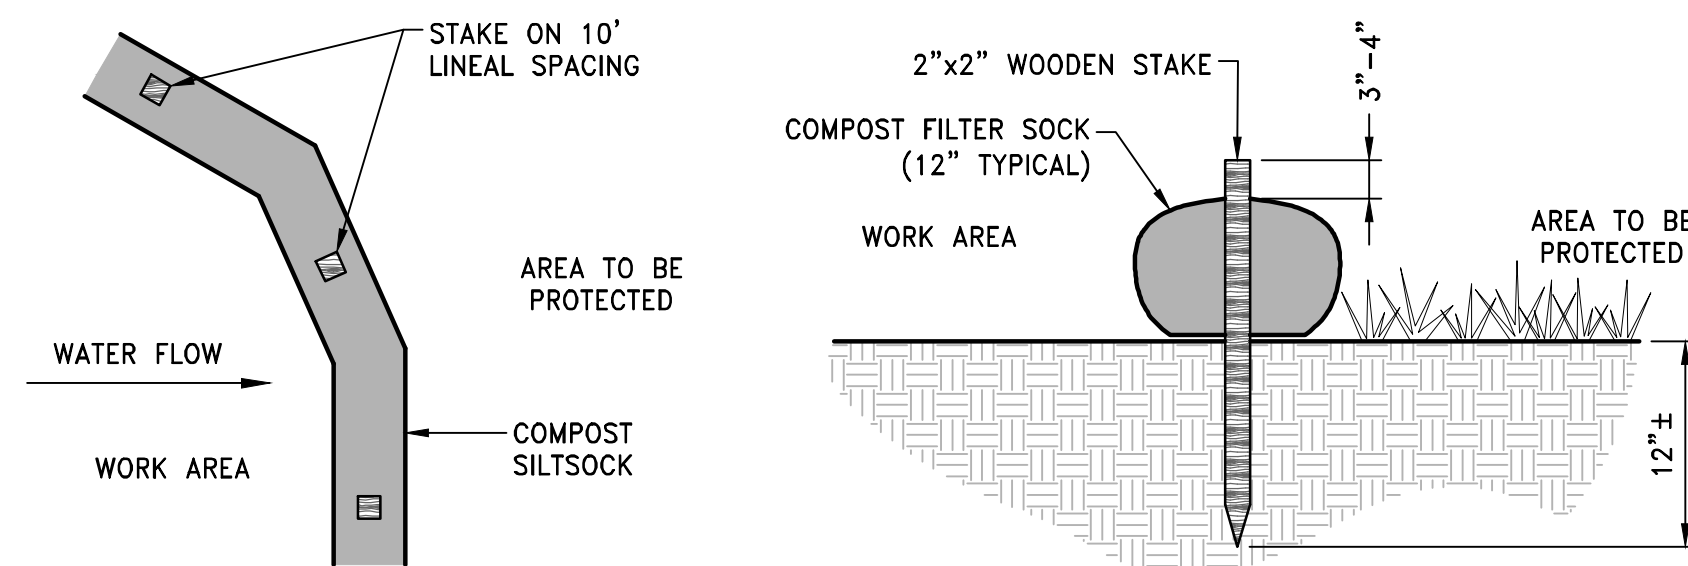 STAKE ON 10'
LINEAL SPACING
AREA TO BE
PROTECTED
WATER FLOW
WORK AREA
COMPOST
SILTSOCK
2"x2" WOODEN STAKE
COMPOST FILTER SOCK
(12" TYPICAL)
WORK AREA
3"-4"
AREA TO BE
PROTECTED
12"±